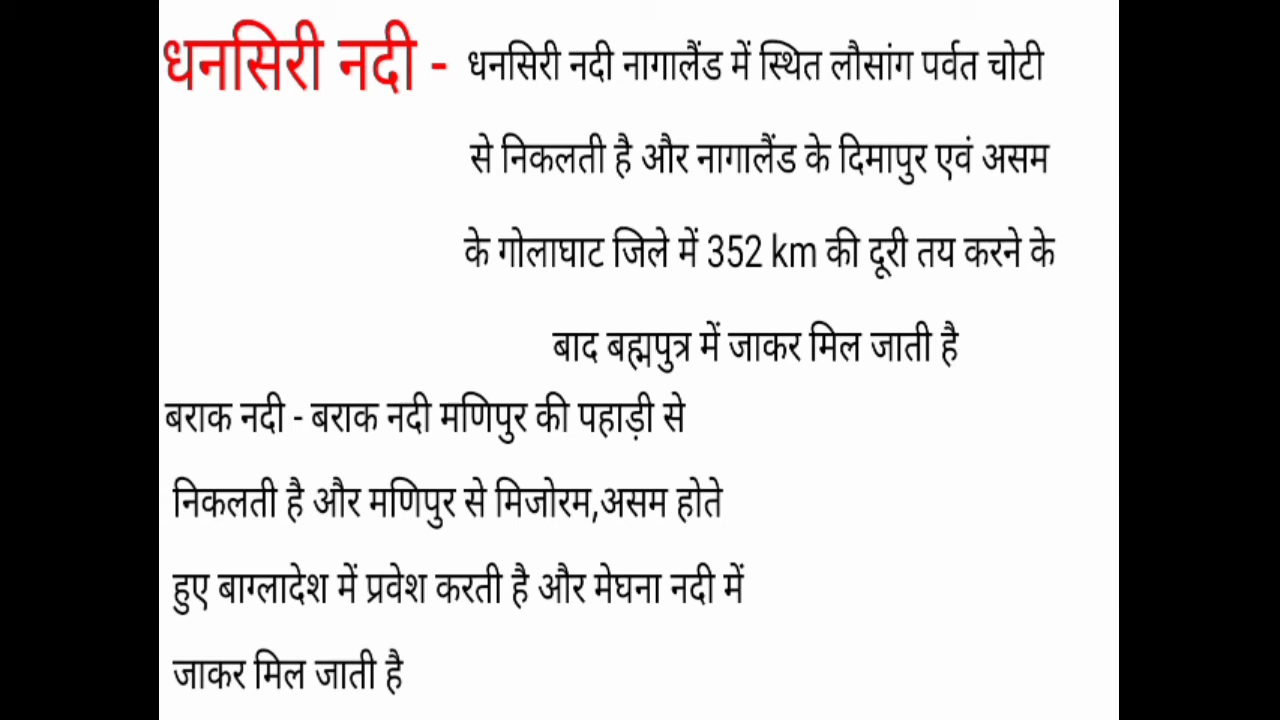 धनसिरी नदी - धनसिरी नदी नागालैंड में स्थित लौसांग पर्वत चोटी
से निकलती है और नागालैंड के दिमापुर एवं असम
के गोलाघाट जिले में 352 km की दूरी तय करने के
बाद बह्मपुत्र में जाकर मिल जाती है
बराक नदी - बराक नदी मणिपुर की पहाड़ी से
निकलती है और मणिपुर से मिजोरम,असम होते
हुए बाग्लादेश में प्रवेश करती है और मेघना नदी में
जाकर मिल जाती है